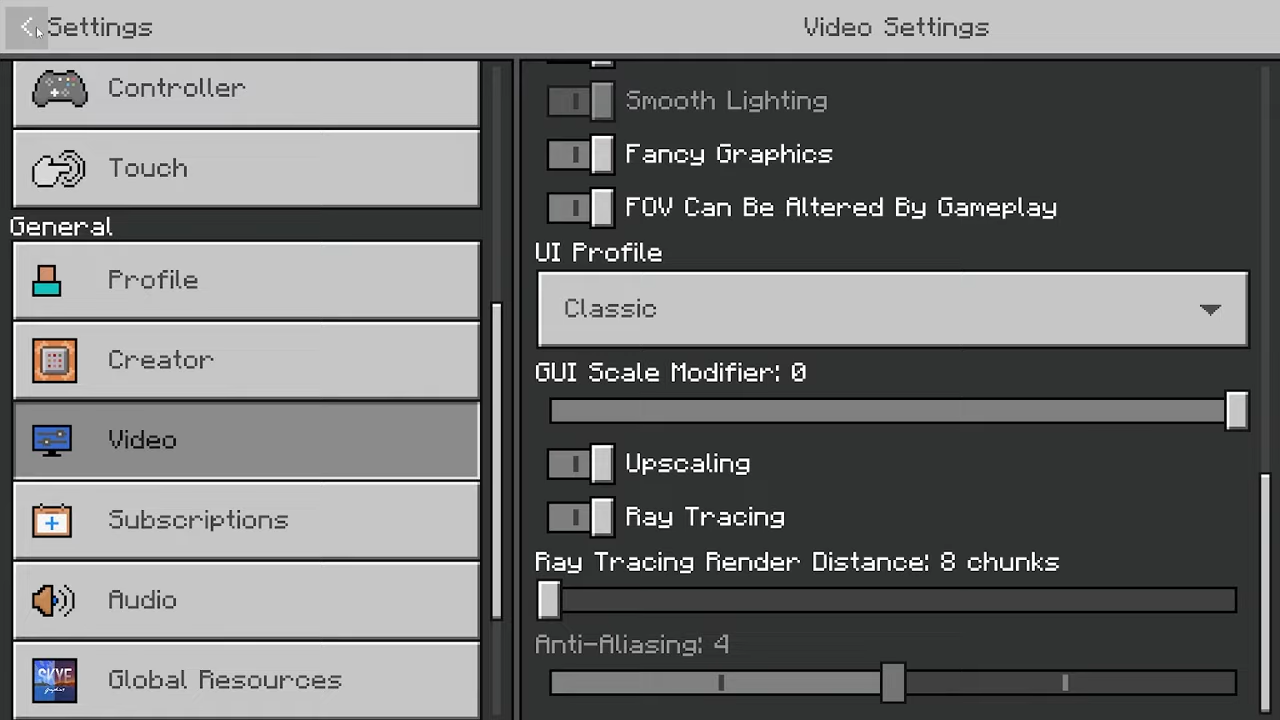 Settings
Video Settings
Controller
Touch
General
Profile
Creator
Video
Subscriptions
Audio
SKYE
Global Resources
Smooth Lighting
Fancy Graphics
FOV Can Be Altered By Gameplay
UI Profile
Classic
GUI Scale Modifier: 0
Upscaling
Ray Tracing
Ray Tracing Render Distance: 8 chunks
Anti-Aliasing: 4